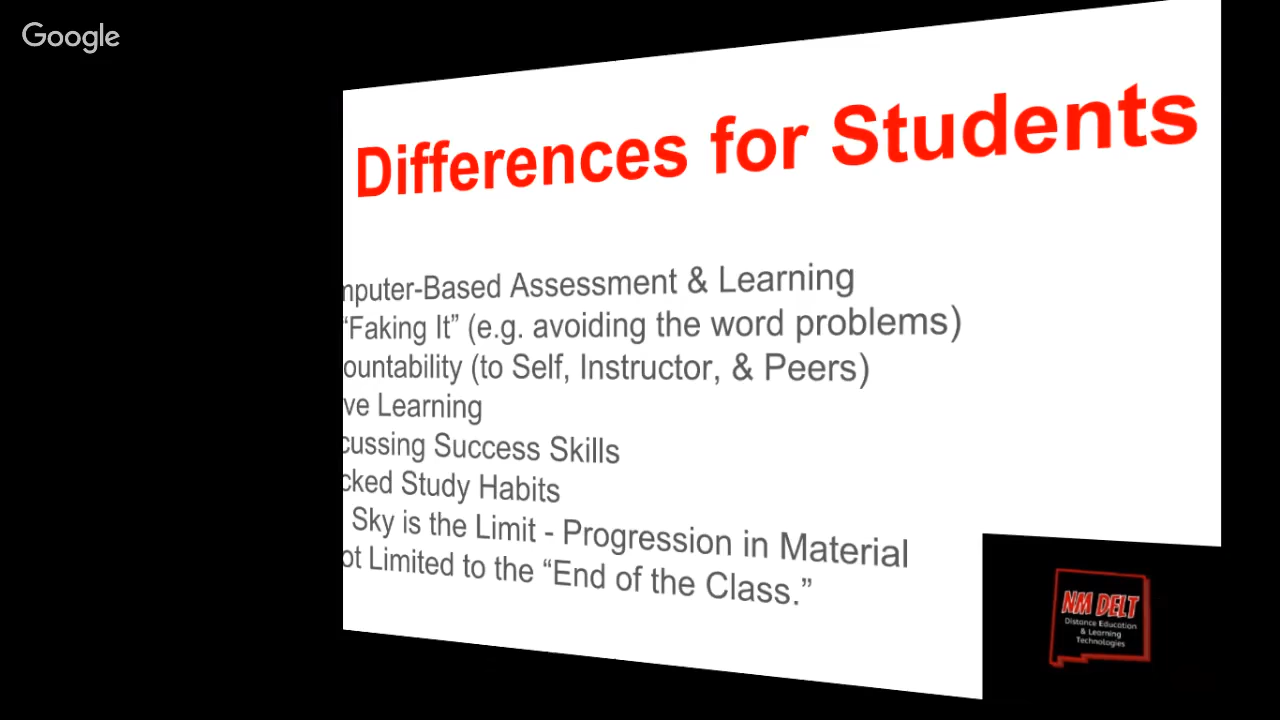 Google
Differences for Students
mputer-Based Assessment & Learning
“Faking It” (e.g. avoiding the word problems)
ountability (to Self, Instructor, & Peers)
ve Learning
cussing Success Skills
cked Study Habits
Sky is the Limit - Progression in Material
ot Limited to the “End of the Class.”
NM DELT
Distance Education
& Learning
Technologies